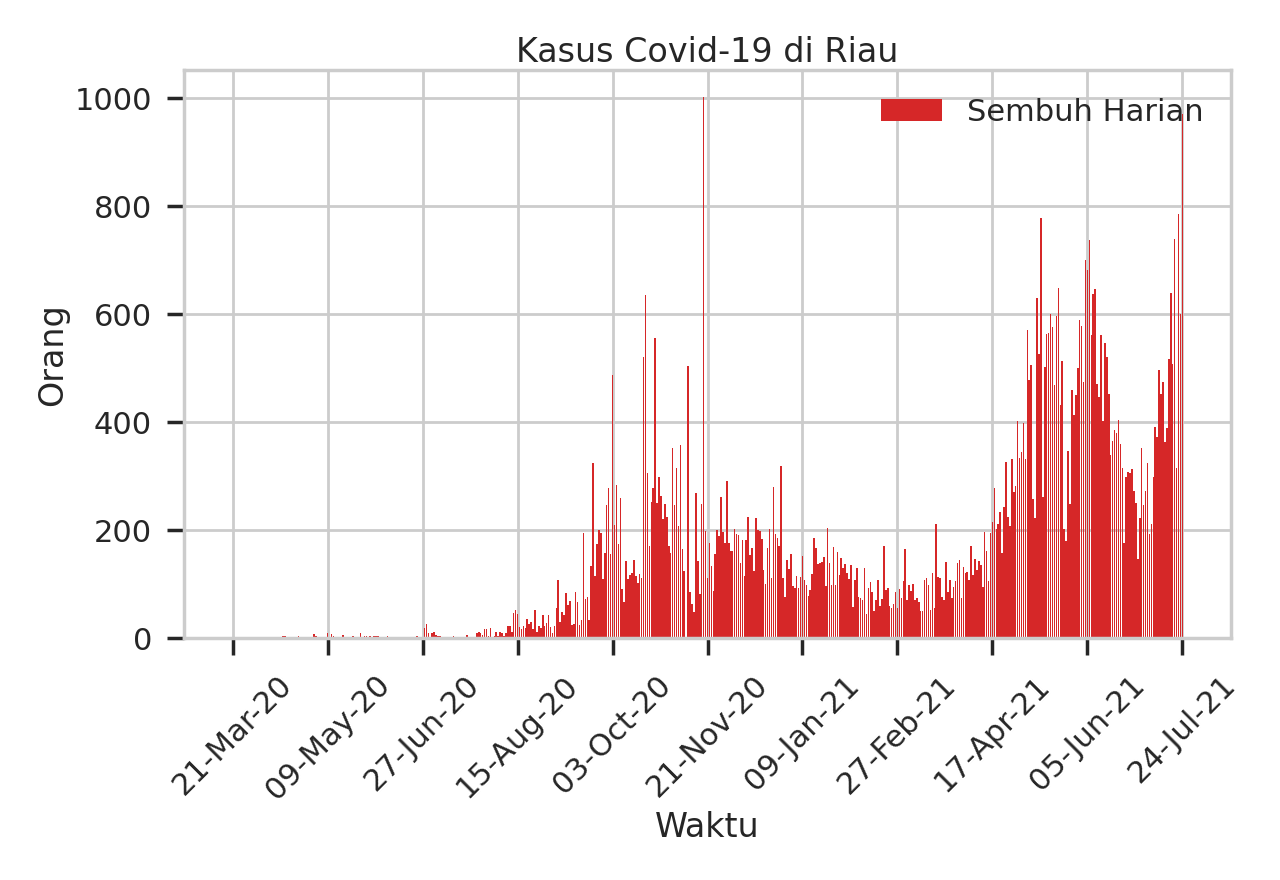 Kasus Covid-19 di Riau
Sembuh Harian
Orang
1000
800
600
400
200
0
21-Mar-20
09-May-20
27-Jun-20
15-Aug-20
03-Oct-20
21-Nov-20
09-Jan-21
27-Feb-21
17-Apr-21
05-Jun-21
24-Jul-21
Waktu